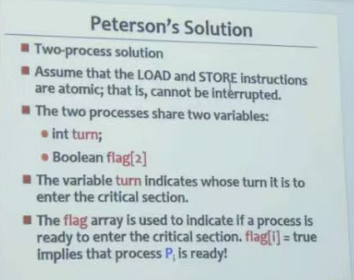 Peterson's Solution
Two-process solution
Assume that the LOAD and STORE instructions
are atomic; that is, cannot be interrupted.
The two processes share two variables:
int turn;
Boolean flag[2]
The variable turn indicates whose turn it is to
enter the critical section.
The flag array is used to indicate if a process is
ready to enter the critical section. flag[i] = true
implies that process Pi is ready!